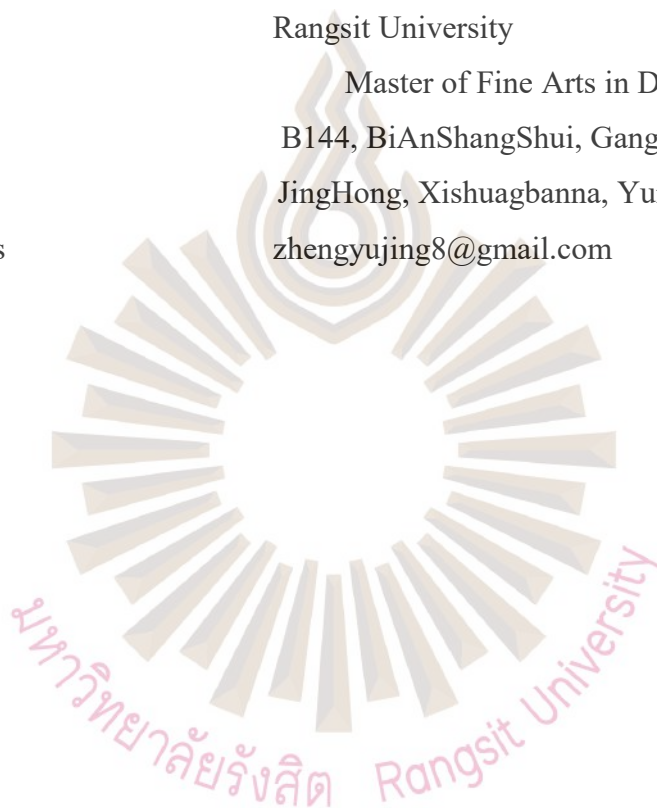 Rangsit University
Master of Fine Arts in D
B144, BiAnShangShui, Gang
JingHong, Xishuagbanna, Yu
s zhengyujing8@gmail.com
มหาวิทยาลัยรังสิต Rangsit University